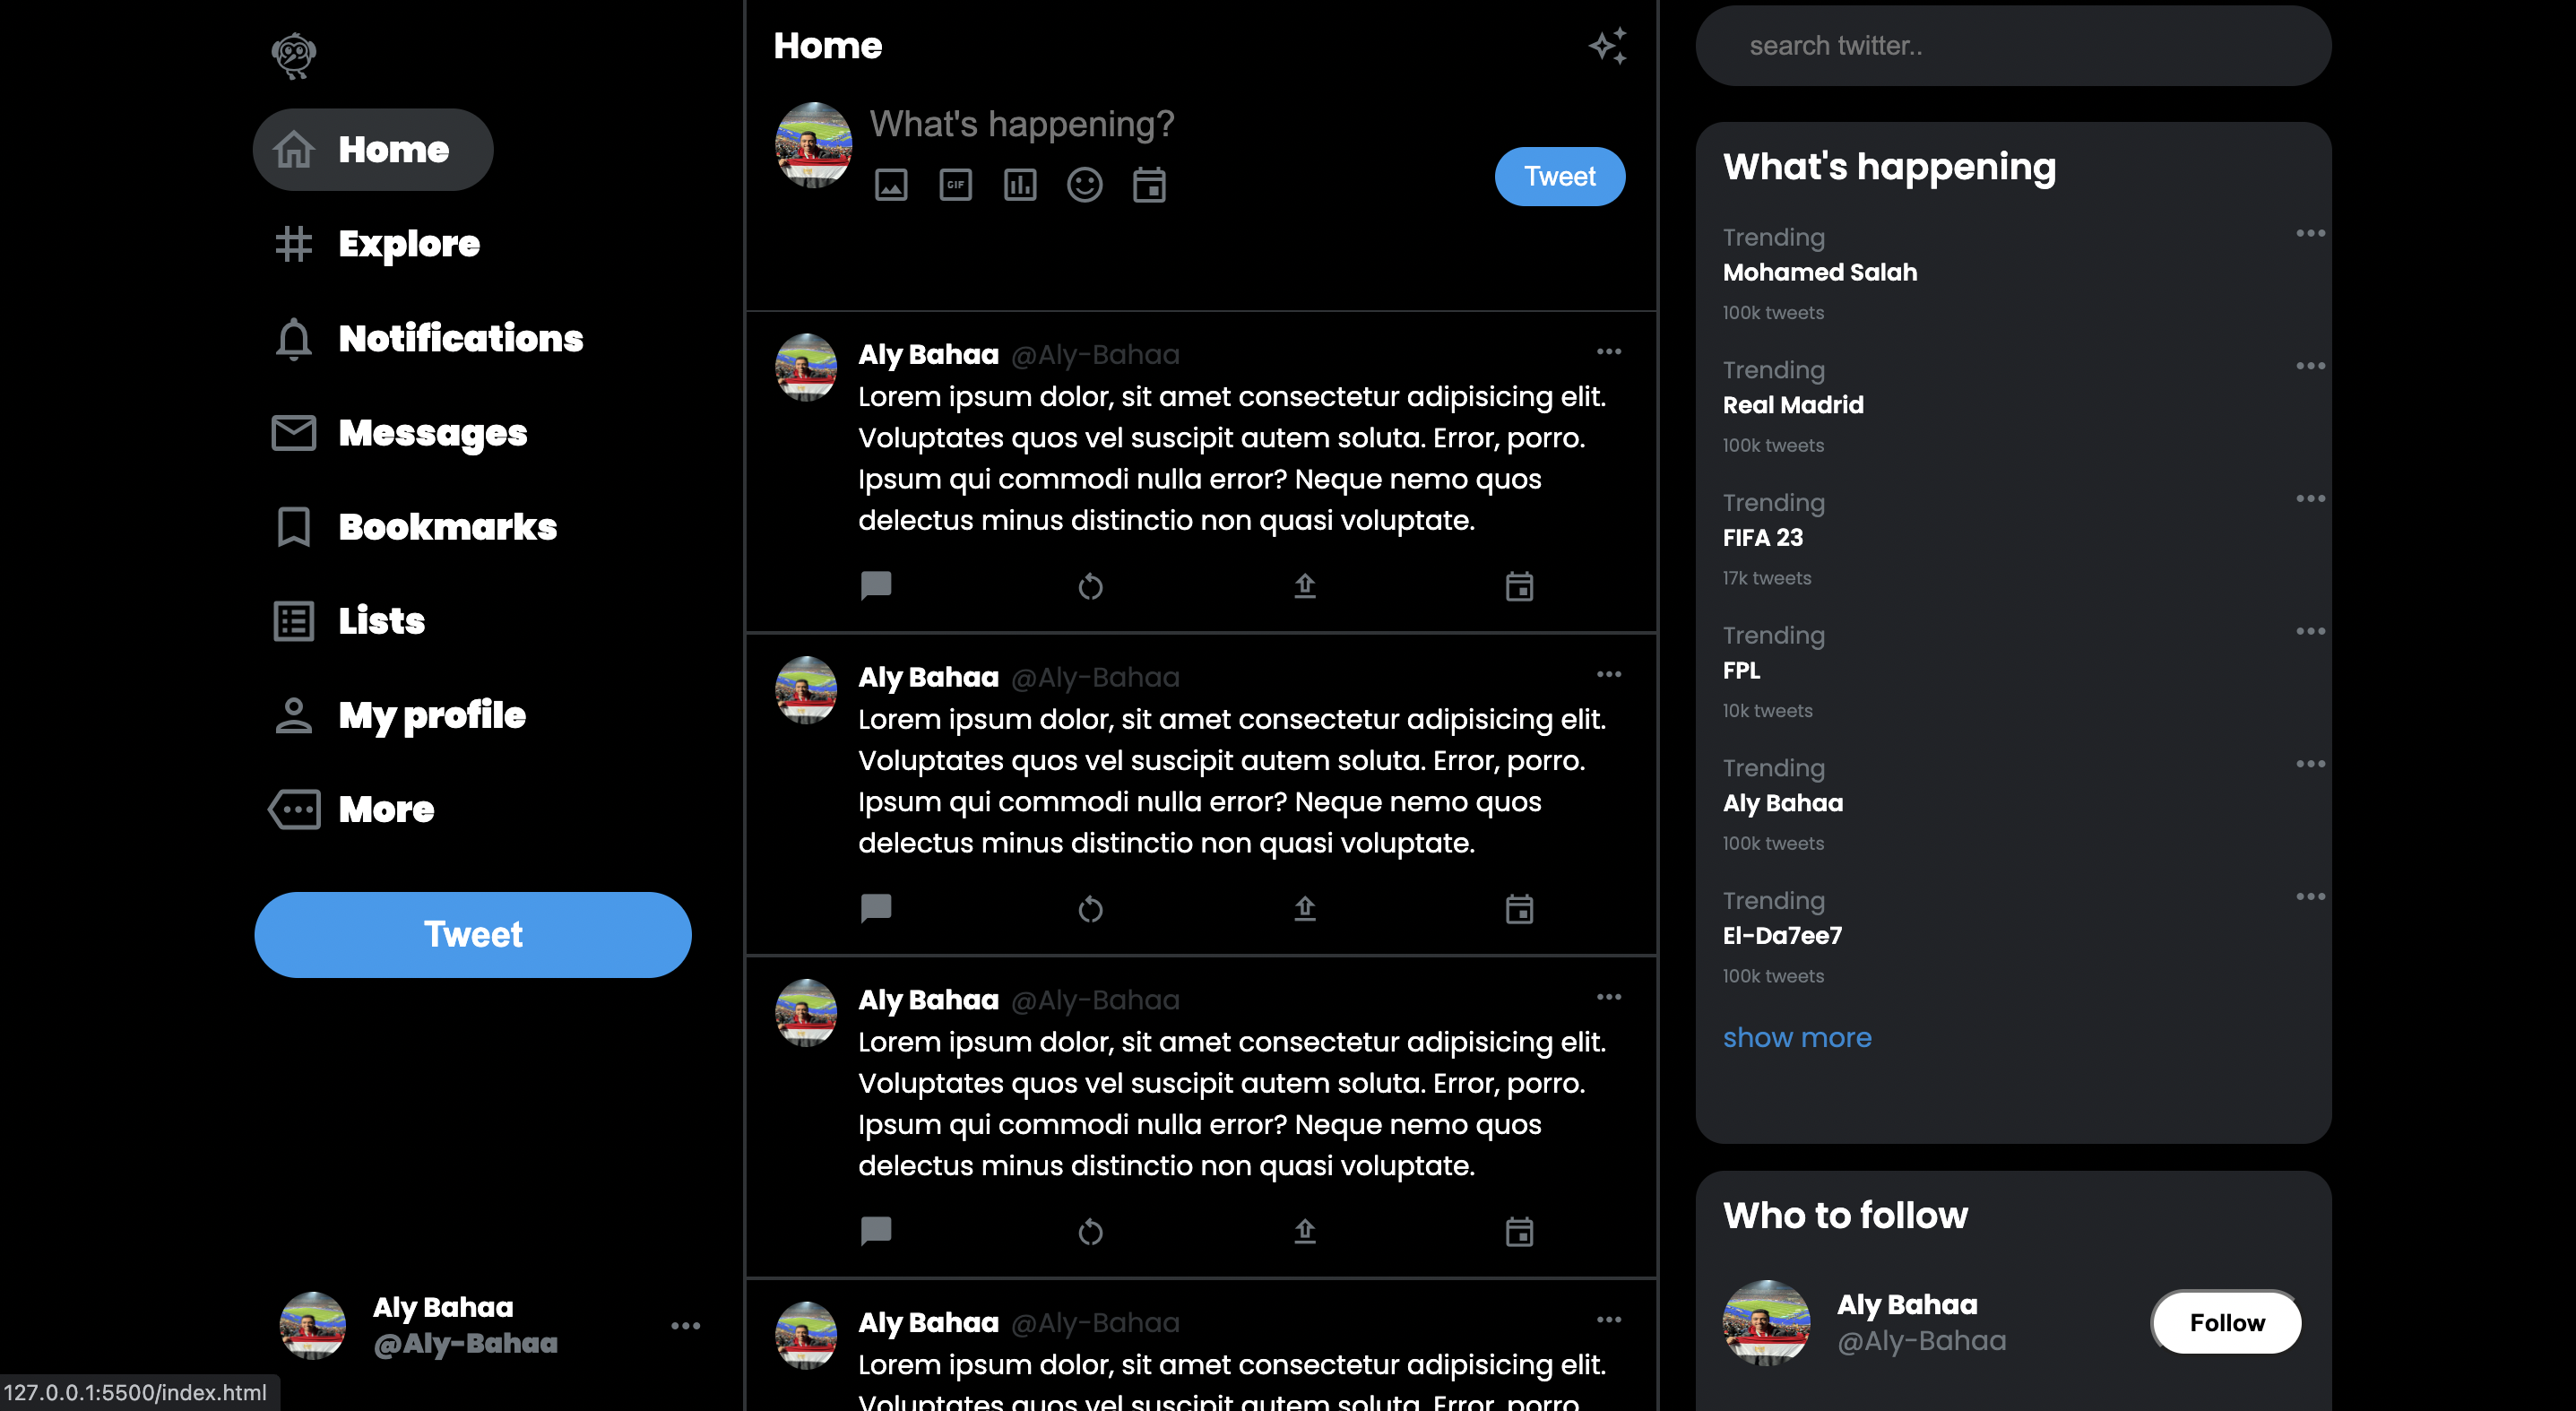 Home
Explore
Notifications
Messages
Bookmarks
Lists
My profile
More
Tweet
Aly Bahaa
@Aly-Bahaa
127.0.0.1:5500/index.html
Home
What's happening?
GIF
Tweet
Aly Bahaa @Aly-Bahaa
Lorem ipsum dolor, sit amet consectetur adipisicing elit.
Voluptates quos vel suscipit autem soluta. Error, porro.
Ipsum qui commodi nulla error? Neque nemo quos
delectus minus distinctio non quasi voluptate.
Aly Bahaa @Aly-Bahaa
Lorem ipsum dolor, sit amet consectetur adipisicing elit.
Voluptates quos vel suscipit autem soluta. Error, porro.
Ipsum qui commodi nulla error? Neque nemo quos
delectus minus distinctio non quasi voluptate.
Aly Bahaa @Aly-Bahaa
Lorem ipsum dolor, sit amet consectetur adipisicing elit.
Voluptates quos vel suscipit autem soluta. Error, porro.
Ipsum qui commodi nulla error? Neque nemo quos
delectus minus distinctio non quasi voluptate.
Aly Bahaa @Aly-Bahaa
Lorem ipsum dolor, sit amet consectetur adipisicing elit.
Voluptates quos vel suscipit autem soluta. Error, porro.
search twitter..
What's happening
Trending
Mohamed Salah
100k tweets
Trending
Real Madrid
100k tweets
Trending
FIFA 23
17k tweets
Trending
FPL
10k tweets
Trending
Aly Bahaa
100k tweets
Trending
El-Da7ee7
100k tweets
show more
Who to follow
Aly Bahaa
@Aly-Bahaa
Follow